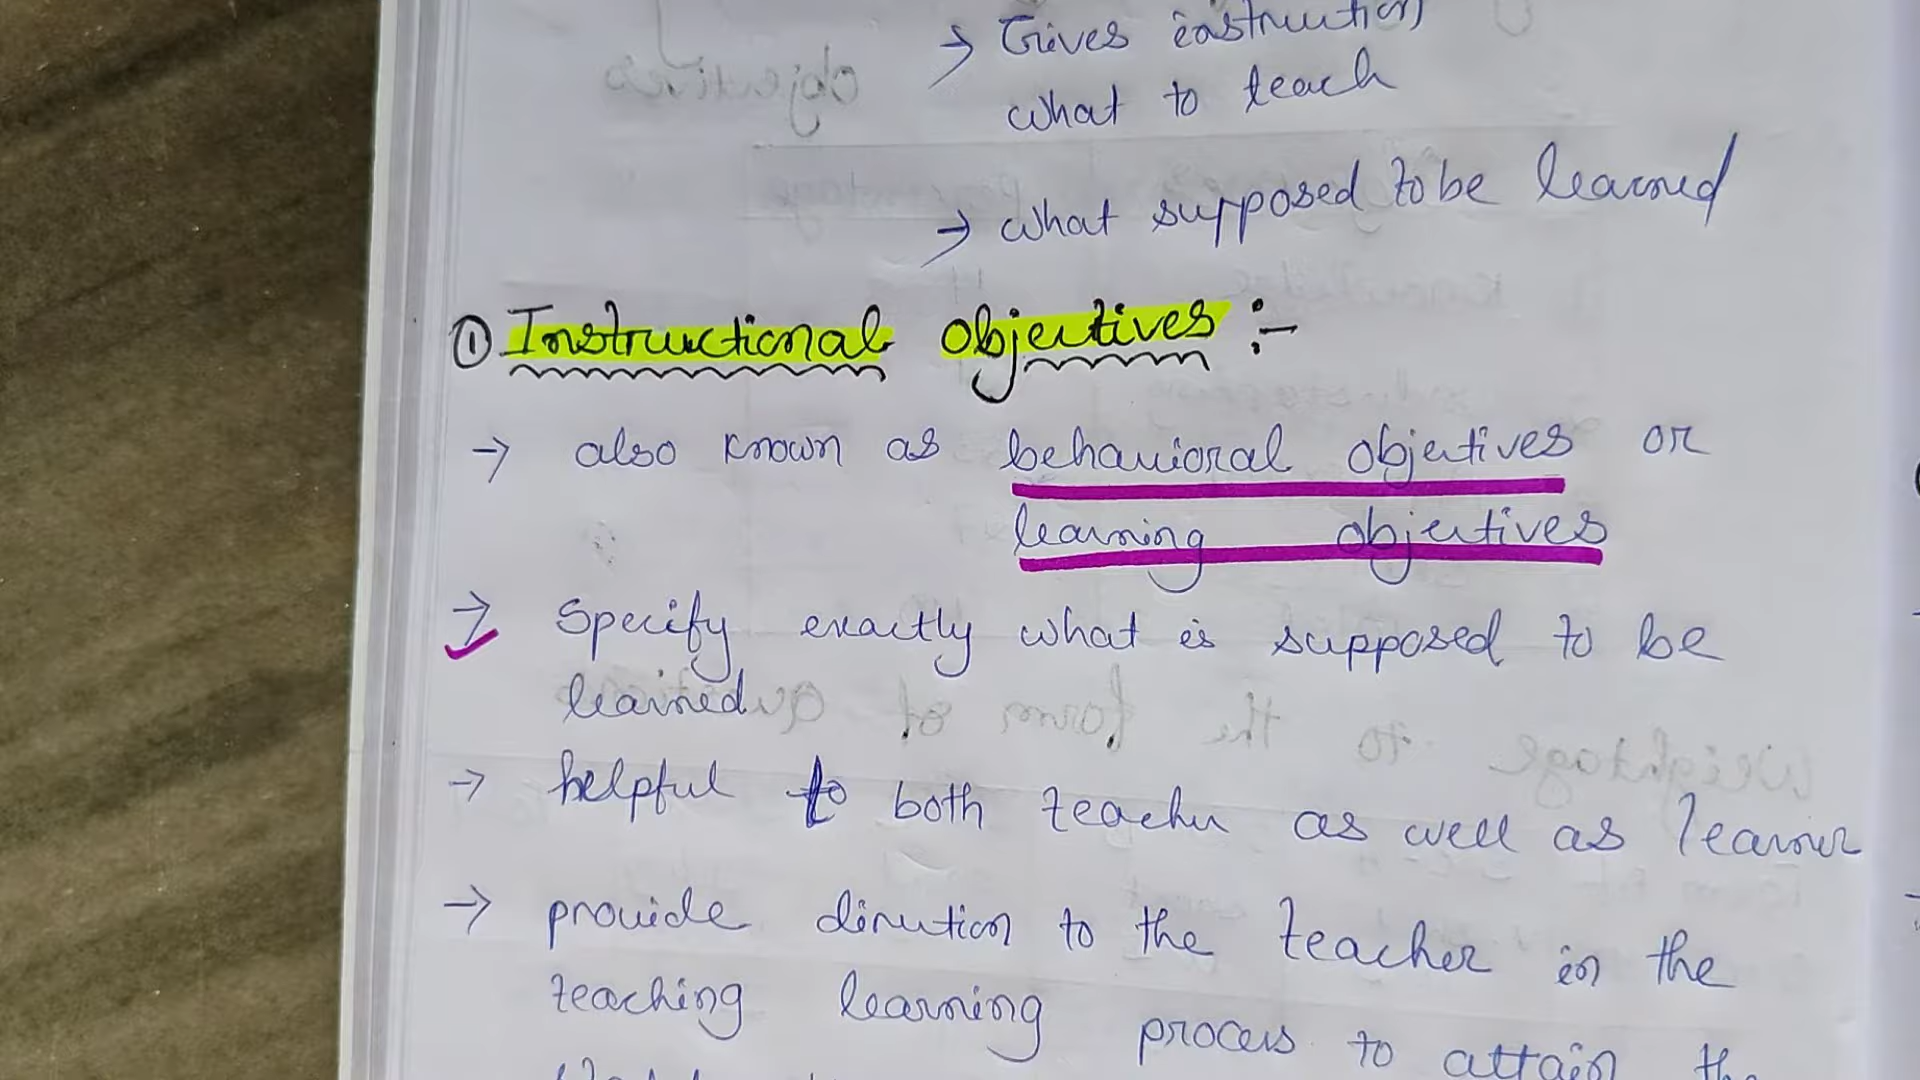 → Gives instruction
what to teach
→ what supposed to be learned
① Instructional Objectives :-
→ also known as behavioral objectives or
learning objectives
→ Specify exactly what is supposed to be
learned
→ helpful to both teacher as well as learner
→ provide direction to the teacher in the
teaching learning process to attain the